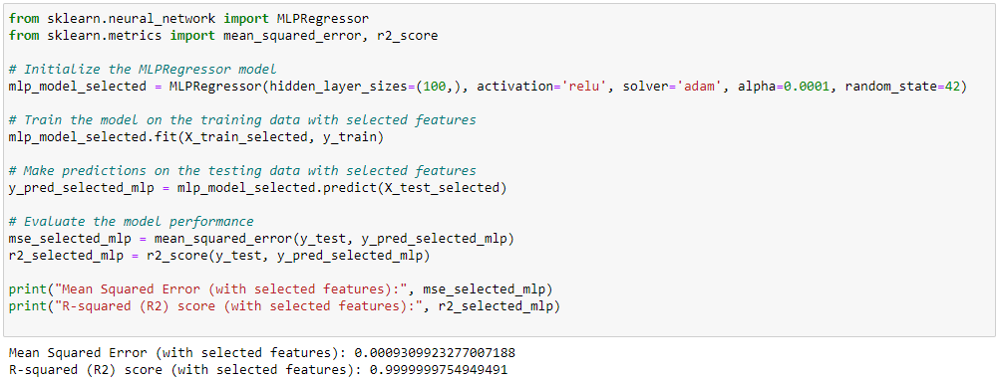 from sklearn.neural_network import MLPRegressor
from sklearn.metrics import mean_squared_error, r2_score
# Initialize the MLPRegressor model
mlp_model_selected = MLPRegressor(hidden_layer_sizes=(100,), activation='relu', solver='adam', alpha=0.0001, random_state=42)
# Train the model on the training data with selected features
mlp_model_selected.fit(X_train_selected, y_train)
# Make predictions on the testing data with selected features
y_pred_selected_mlp = mlp_model_selected.predict(X_test_selected)
# Evaluate the model performance
mse_selected_mlp = mean_squared_error(y_test, y_pred_selected_mlp)
r2_selected_mlp = r2_score(y_test, y_pred_selected_mlp)
print("Mean Squared Error (with selected features):", mse_selected_mlp)
print("R-squared (R2) score (with selected features):", r2_selected_mlp)
Mean Squared Error (with selected features): 0.0009309923277007188
R-squared (R2) score (with selected features): 0.9999999754949491